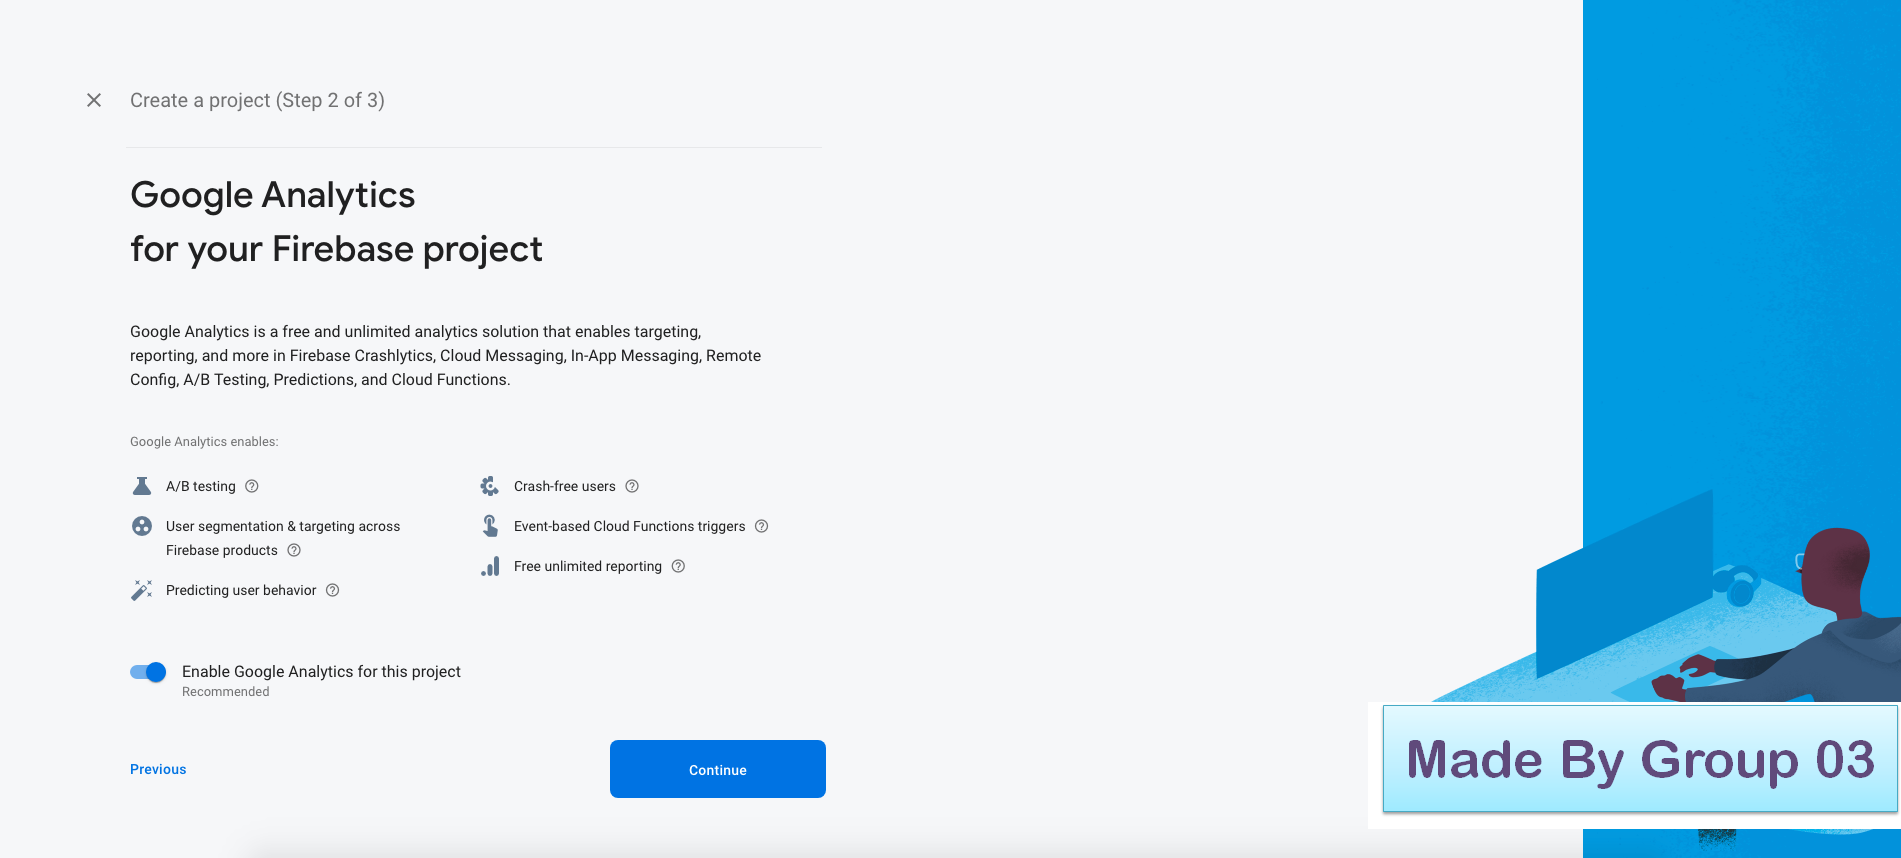 Create a project (Step 2 of 3)
Google Analytics
for your Firebase project
Google Analytics is a free and unlimited analytics solution that enables targeting,
reporting, and more in Firebase Crashlytics, Cloud Messaging, In-App Messaging, Remote
Config, A/B Testing, Predictions, and Cloud Functions.
Google Analytics enables:
A/B testing
User segmentation & targeting across
Firebase products
Predicting user behavior
Crash-free users
Event-based Cloud Functions triggers
Free unlimited reporting
Enable Google Analytics for this project
Recommended
Previous
Continue
Made By Group 03